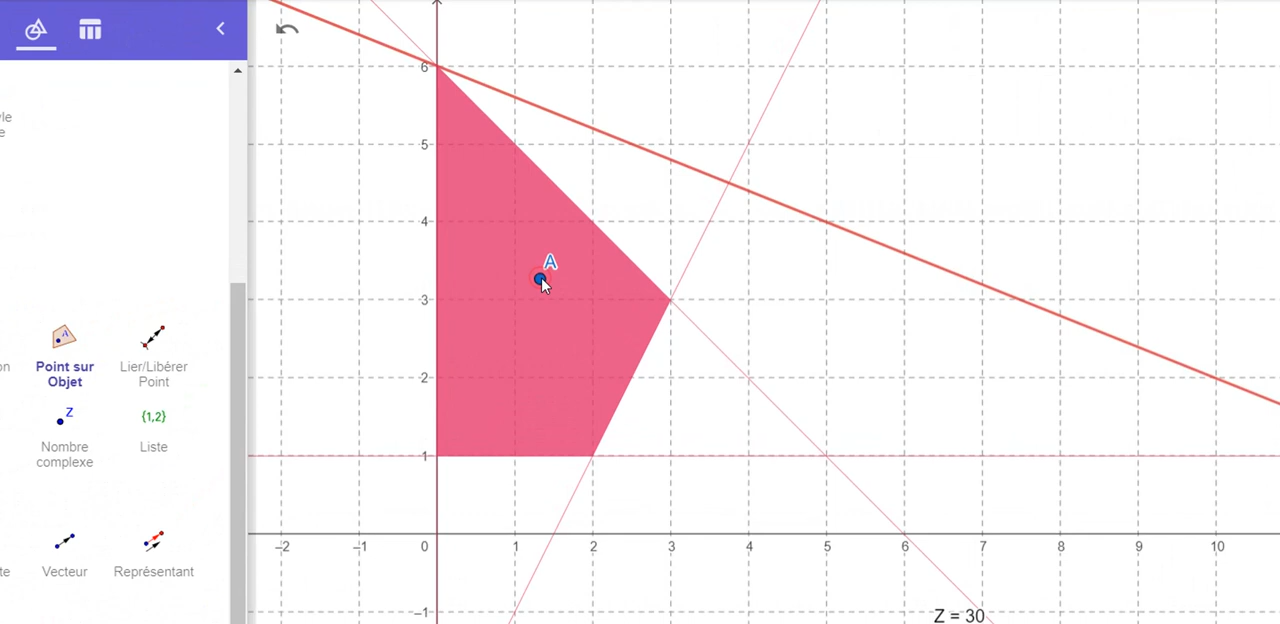 yle
e
on
Point sur
Objet
Lier/Libérer
Point
Z
{1,2}
Nombre
complexe
Liste
te
Vecteur
Représentant
6
5
4
3
2
1
–1
–2 –1 0 1 2 3 4 5 6 7 8 9 10
A
Z = 30